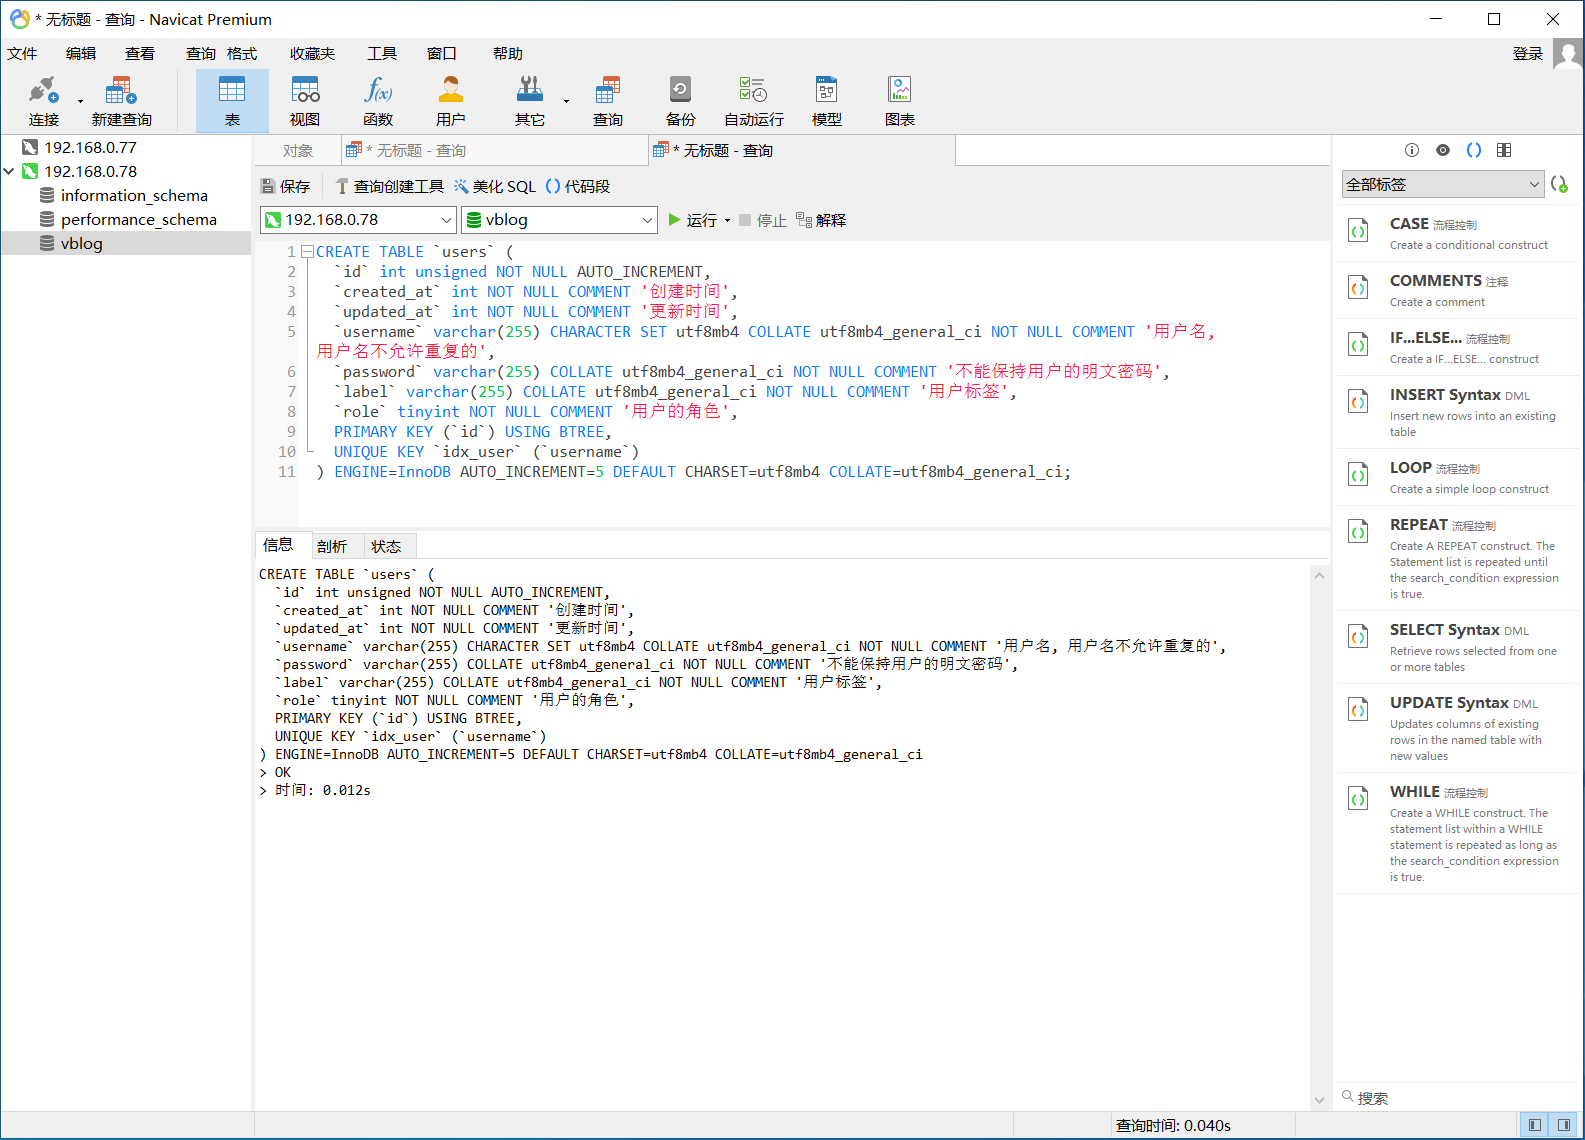 * 无标题 - 查询 - Navicat Premium
文件 编辑 查看 查询 格式 收藏夹 工具 窗口 帮助 登录
连接 新建查询 表 视图 函数 用户 其它 查询 备份 自动运行 模型 图表
192.168.0.77
192.168.0.78
information_schema
performance_schema
vblog
对象 * 无标题 - 查询 * 无标题 - 查询
保存 查询创建工具 美化 SQL 代码段
192.168.0.78 vblog 运行 停止 解释
1 CREATE TABLE `users` (
2 `id` int unsigned NOT NULL AUTO_INCREMENT,
3 `created_at` int NOT NULL COMMENT '创建时间',
4 `updated_at` int NOT NULL COMMENT '更新时间',
5 `username` varchar(255) CHARACTER SET utf8mb4 COLLATE utf8mb4_general_ci NOT NULL COMMENT '用户名,
用户名不允许重复的',
6 `password` varchar(255) COLLATE utf8mb4_general_ci NOT NULL COMMENT '不能保持用户的明文密码',
7 `label` varchar(255) COLLATE utf8mb4_general_ci NOT NULL COMMENT '用户标签',
8 `role` tinyint NOT NULL COMMENT '用户的角色',
9 PRIMARY KEY (`id`) USING BTREE,
10 UNIQUE KEY `idx_user` (`username`)
11 ) ENGINE=InnoDB AUTO_INCREMENT=5 DEFAULT CHARSET=utf8mb4 COLLATE=utf8mb4_general_ci;
信息 剖析 状态
CREATE TABLE `users` (
`id` int unsigned NOT NULL AUTO_INCREMENT,
`created_at` int NOT NULL COMMENT '创建时间',
`updated_at` int NOT NULL COMMENT '更新时间',
`username` varchar(255) CHARACTER SET utf8mb4 COLLATE utf8mb4_general_ci NOT NULL COMMENT '用户名, 用户名不允许重复的',
`password` varchar(255) COLLATE utf8mb4_general_ci NOT NULL COMMENT '不能保持用户的明文密码',
`label` varchar(255) COLLATE utf8mb4_general_ci NOT NULL COMMENT '用户标签',
`role` tinyint NOT NULL COMMENT '用户的角色',
PRIMARY KEY (`id`) USING BTREE,
UNIQUE KEY `idx_user` (`username`)
) ENGINE=InnoDB AUTO_INCREMENT=5 DEFAULT CHARSET=utf8mb4 COLLATE=utf8mb4_general_ci
> OK
> 时间: 0.012s
全部标签
CASE 流程控制
Create a conditional construct
COMMENTS 注释
Create a comment
IF...ELSE... 流程控制
Create a IF...ELSE... construct
INSERT Syntax DML
Insert new rows into an existing
table
LOOP 流程控制
Create a simple loop construct
REPEAT 流程控制
Create A REPEAT construct. The
Statement list is repeated until
the search_condition expression
is true.
SELECT Syntax DML
Retrieve rows selected from one
or more tables
UPDATE Syntax DML
Updates columns of existing
rows in the named table with
new values
WHILE 流程控制
Create a WHILE construct. The
statement list within a WHILE
statement is repeated as long as
the search_condition expression
is true.
搜索
查询时间: 0.040s